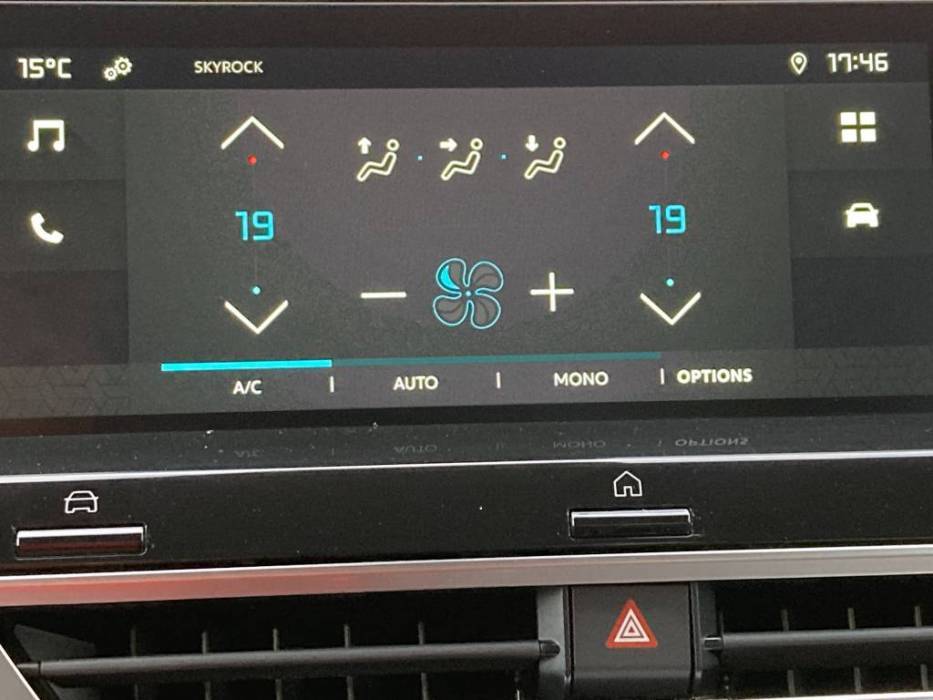 15°C SKYROCK 17:46
19 19
A/C | AUTO | MONO | OPTIONS